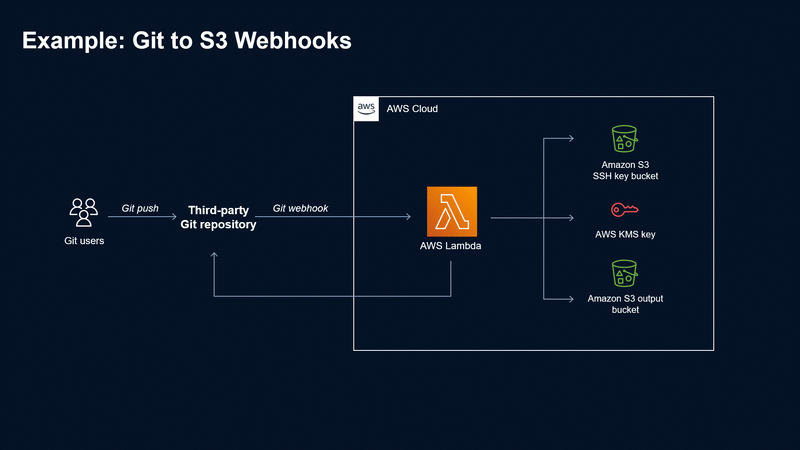 Example: Git to S3 Webhooks
aws
AWS Cloud
Amazon S3
SSH key bucket
Git push
Third-party
Git repository
Git webhook
Git users
AWS Lambda
AWS KMS key
Amazon S3 output
bucket